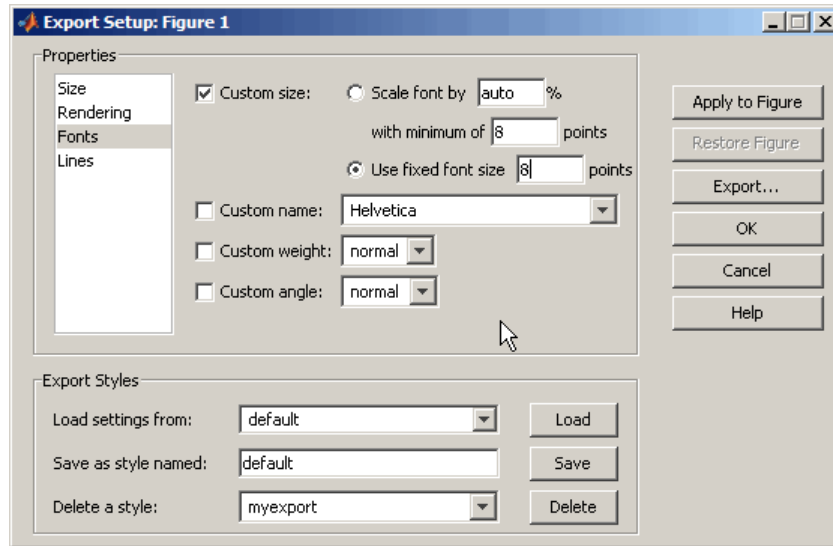 Export Setup: Figure 1
Properties
Size
Rendering
Fonts
Lines
Custom size:
Scale font by auto %
with minimum of 8 points
Use fixed font size 8 points
Custom name: Helvetica
Custom weight: normal
Custom angle: normal
Apply to Figure
Restore Figure
Export...
OK
Cancel
Help
Export Styles
Load settings from: default Load
Save as style named: default Save
Delete a style: myexport Delete